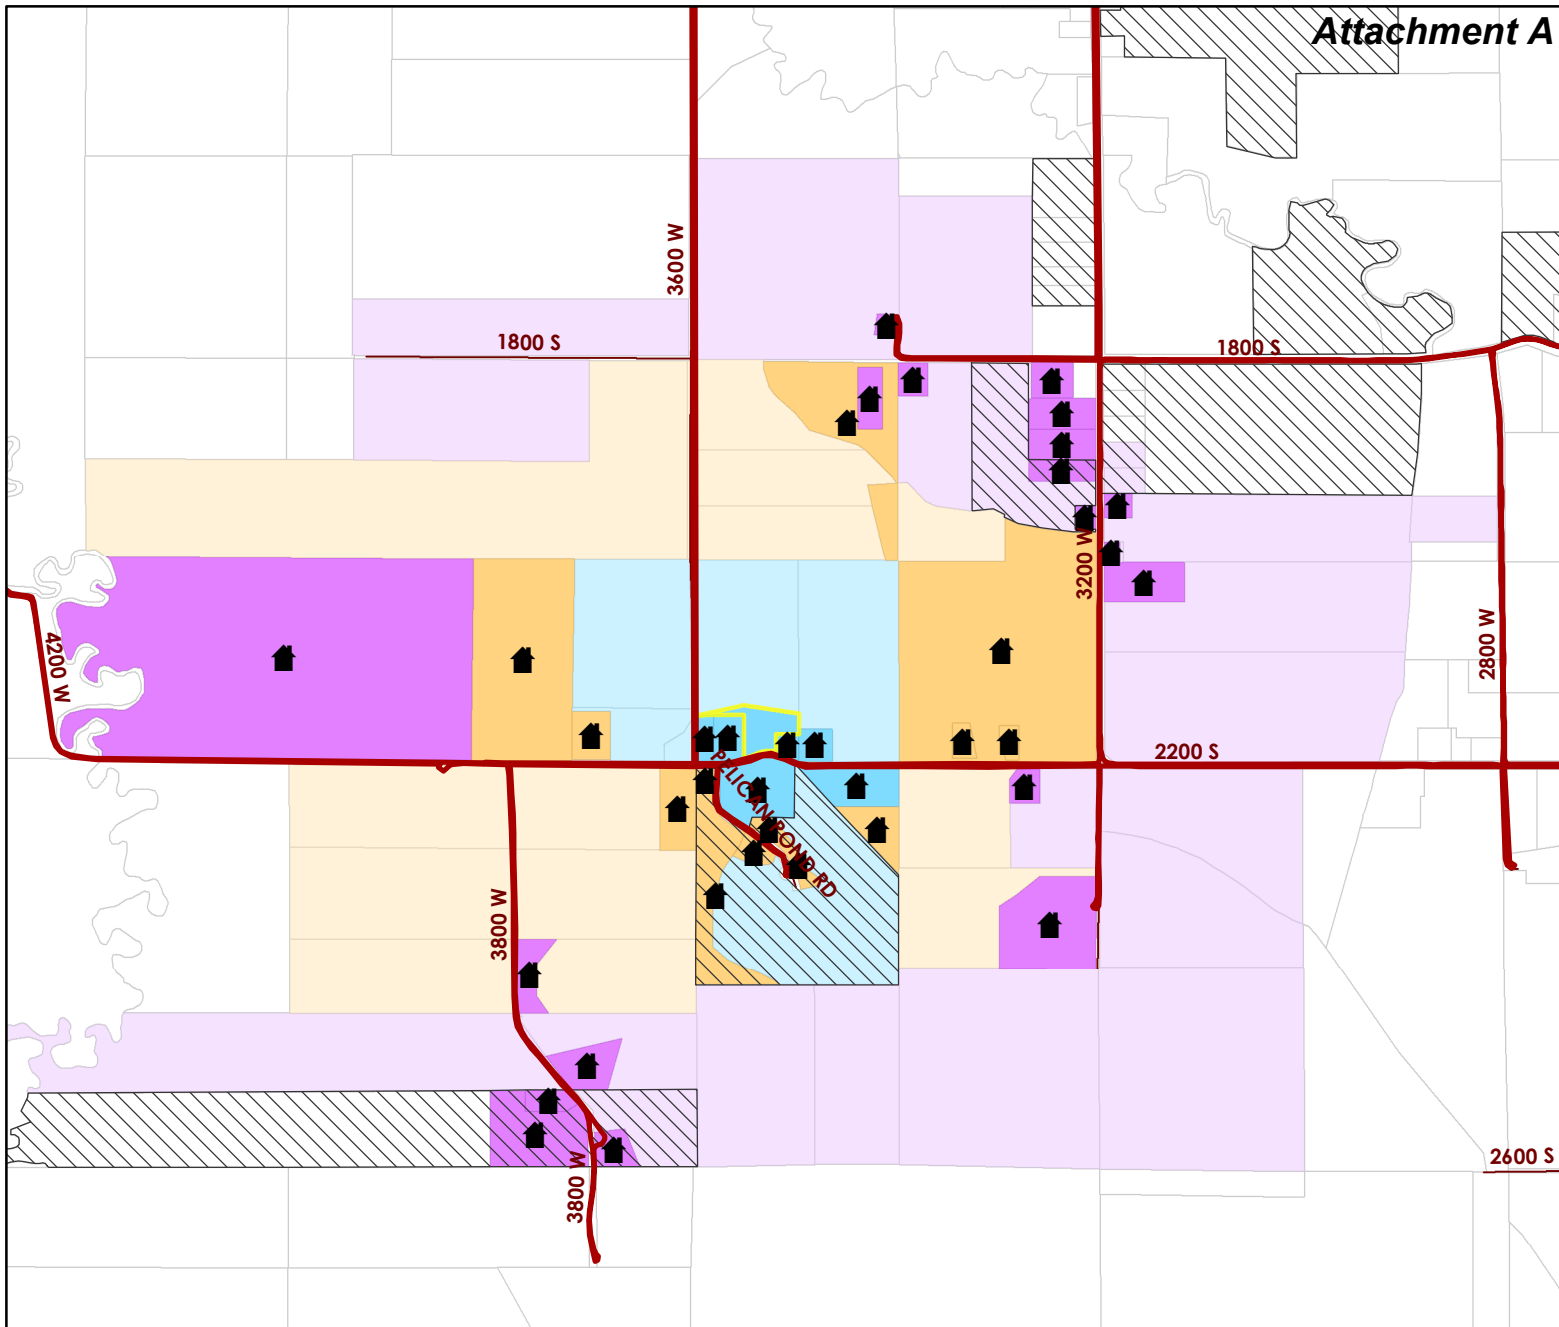 Attachment A
3600 W
1800 S
1800 S
3200 W
4200 W
2800 W
2200 S
PELICAN POND RD
3800 W
2600 S
3800 W